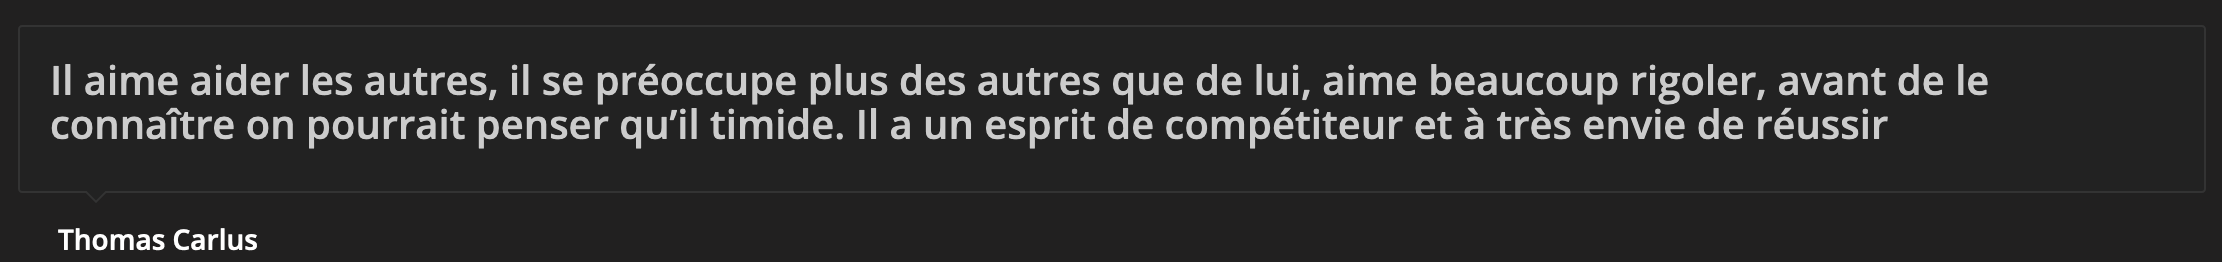 Il aime aider les autres, il se préoccupe plus des autres que de lui, aime beaucoup rigoler, avant de le
connaître on pourrait penser qu’il timide. Il a un esprit de compétiteur et à très envie de réussir
Thomas Carlus